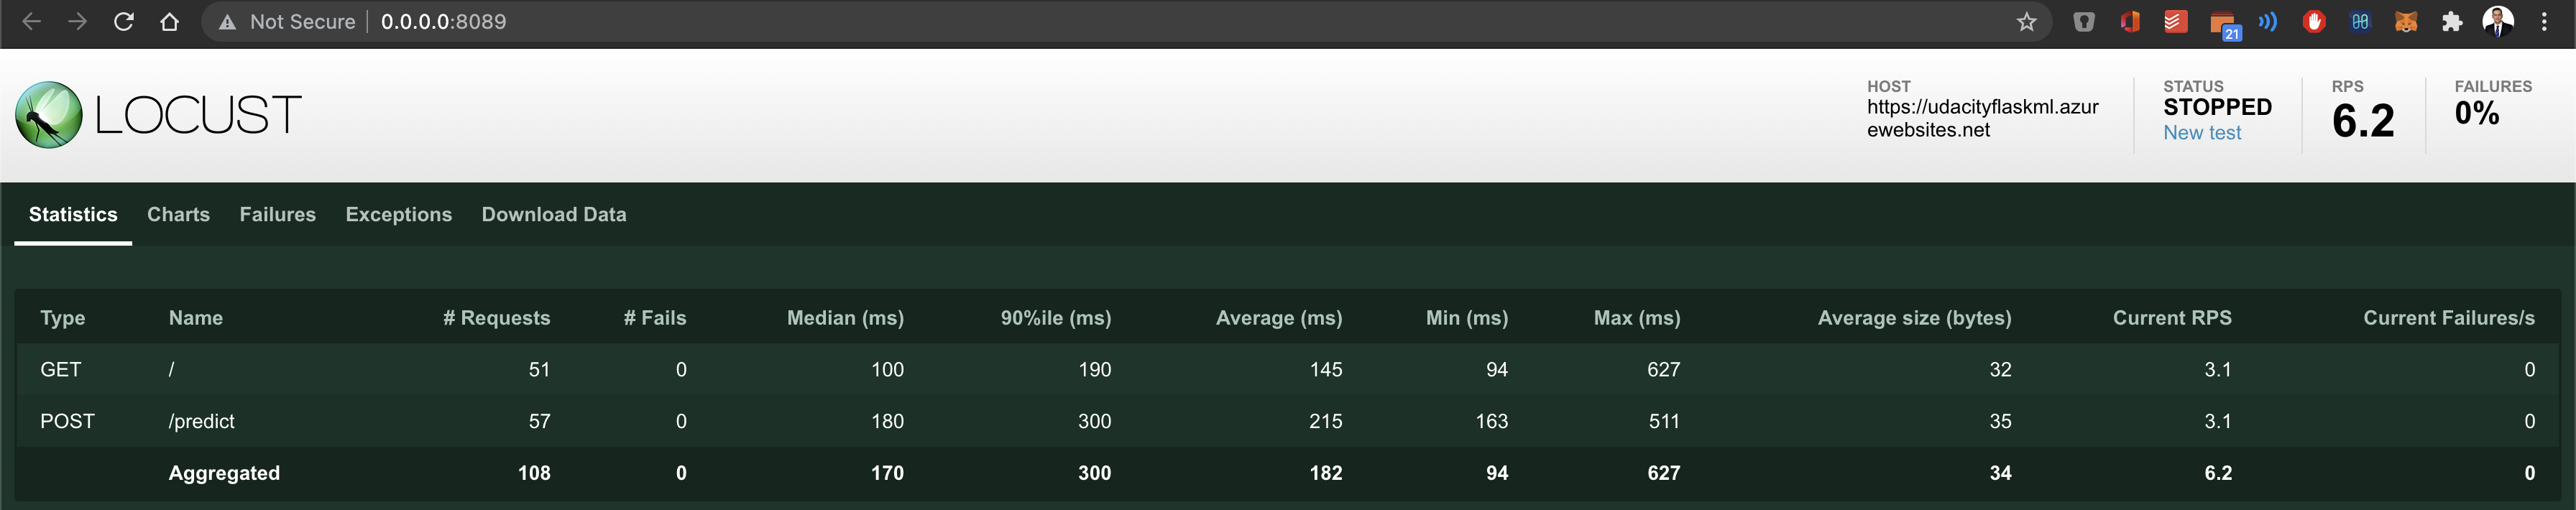 Not Secure | 0.0.0.0:8089
21
LOCUST
HOST
https://udacityflaskml.azur
ewebsites.net
STATUS
STOPPED
New test
RPS
6.2
FAILURES
0%
Statistics Charts Failures Exceptions Download Data
Type Name # Requests # Fails Median (ms) 90%ile (ms) Average (ms) Min (ms) Max (ms) Average size (bytes) Current RPS Current Failures/s
GET / 51 0 100 190 145 94 627 32 3.1 0
POST /predict 57 0 180 300 215 163 511 35 3.1 0
Aggregated 108 0 170 300 182 94 627 34 6.2 0